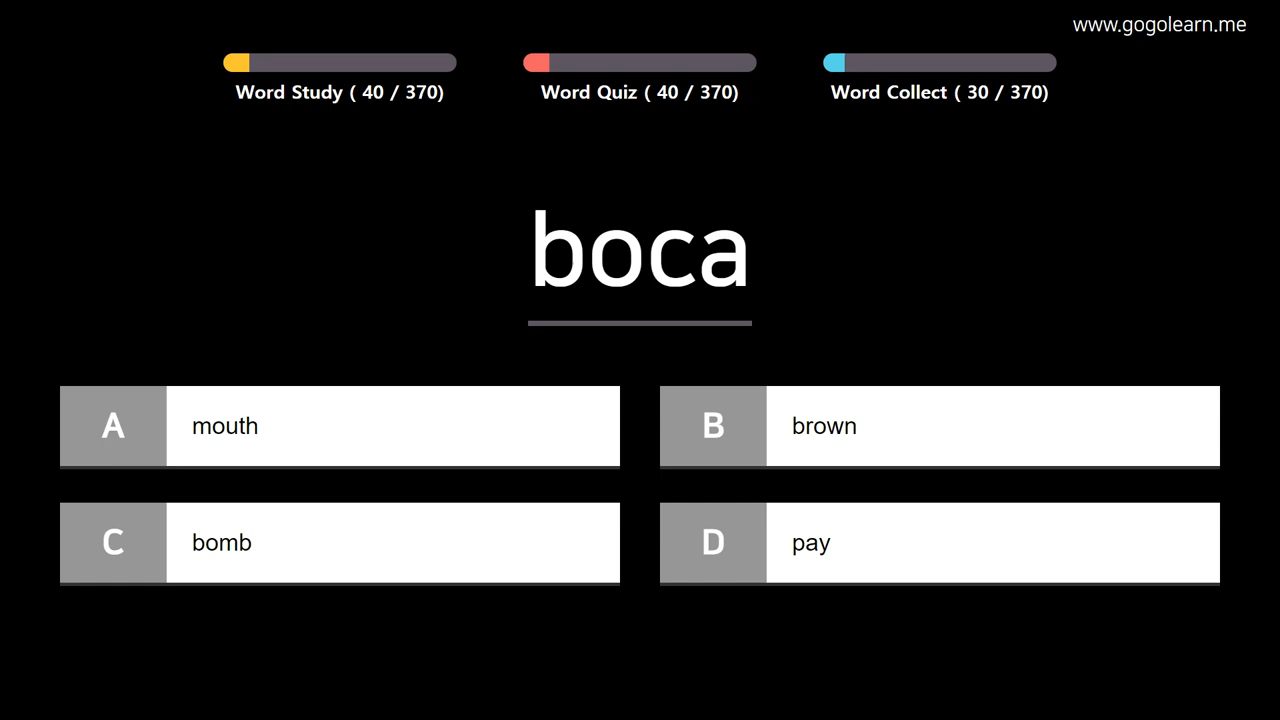 www.gogolearn.me
Word Study ( 40 / 370)
Word Quiz ( 40 / 370)
Word Collect ( 30 / 370)
boca
A mouth
B brown
C bomb
D pay